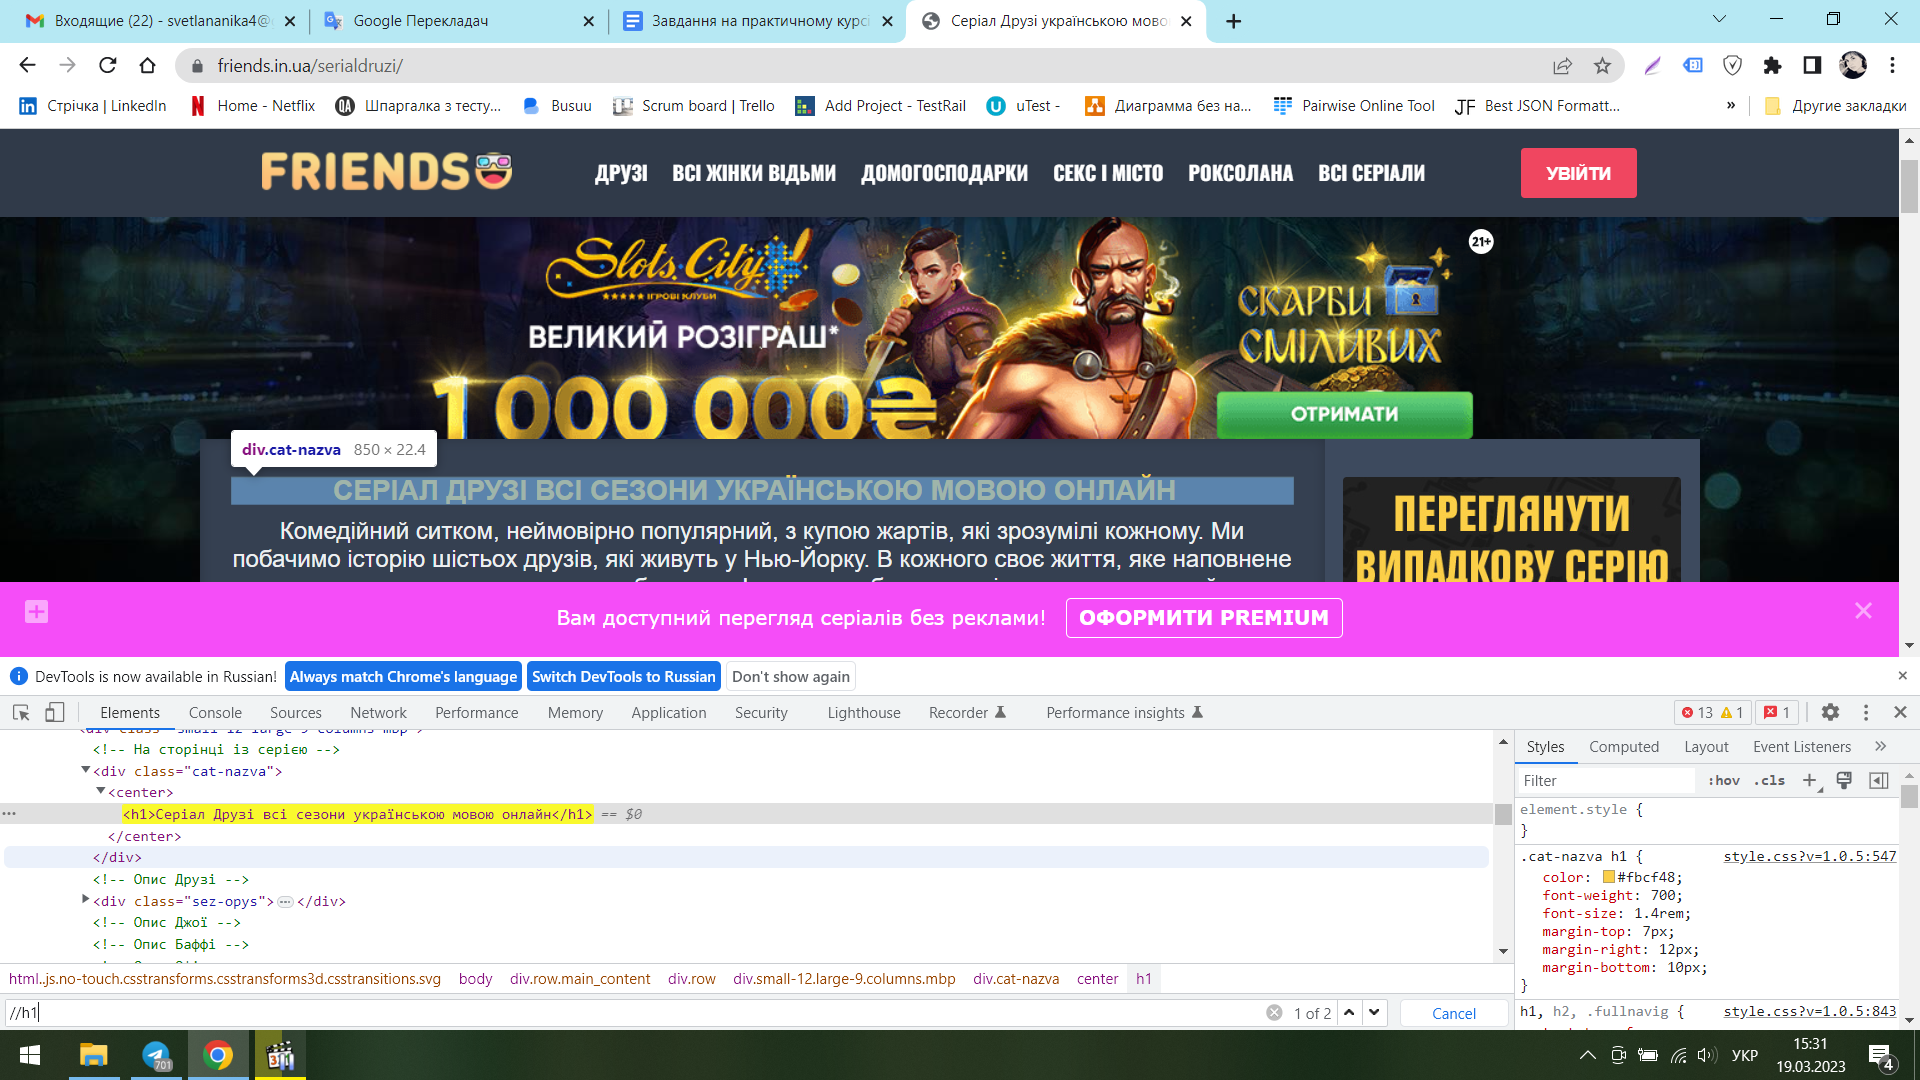 Входящие (22) - svetlananika4@
Google Перекладач
Завдання на практичному курсі
Серіал Друзі українською мово
friends.in.ua/serialdruzi/
Стрічка | LinkedIn
Home - Netflix
QA Шпаргалка з тесту...
Busuu
Scrum board | Trello
Add Project - TestRail
uTest -
Диаграмма без на...
Pairwise Online Tool
JF Best JSON Formatt...
»
Другие закладки
FRIENDS
ДРУЗІ
ВСІ ЖІНКИ ВІДЬМИ
ДОМОГОСПОДАРКИ
СЕКС І МІСТО
РОКСОЛАНА
ВСІ СЕРІАЛИ
УВІЙТИ
Slots City
ІГРОВІ КЛУБИ
21+
ВЕЛИКИЙ РОЗІГРАШ*
1 000 000₴
СКАРБИ
СМІЛИВИХ
ОТРИМАТИ
div.cat-nazva 850 × 22.4
СЕРІАЛ ДРУЗІ ВСІ СЕЗОНИ УКРАЇНСЬКОЮ МОВОЮ ОНЛАЙН
Комедійний ситком, неймовірно популярний, з купою жартів, які зрозумілі кожному. Ми
побачимо історію шістьох друзів, які живуть у Нью-Йорку. В кожного своє життя, яке наповнене
ПЕРЕГЛЯНУТИ
ВИПАДКОВУ СЕРІЮ
Вам доступний перегляд серіалів без реклами!
ОФОРМИТИ PREMIUM
DevTools is now available in Russian!
Always match Chrome's language
Switch DevTools to Russian
Don't show again
Elements
Console
Sources
Network
Performance
Memory
Application
Security
Lighthouse
Recorder
Performance insights
13
1
1
<div class="small-12 large-9 columns mbp">
<!-- На сторінці із серією -->
<div class="cat-nazva">
<center>
<h1>Серіал Друзі всі сезони українською мовою онлайн</h1> == $0
</center>
</div>
<!-- Опис Друзі -->
<div class="sez-opys">⋯</div>
<!-- Опис Джої -->
<!-- Опис Баффі -->
html..js.no-touch.csstransforms.csstransforms3d.csstransitions.svg
body
div.row.main_content
div.row
div.small-12.large-9.columns.mbp
div.cat-nazva
center
h1
//h1
1 of 2
Cancel
Styles
Computed
Layout
Event Listeners
»
Filter
:hov
.cls
element.style {
}
.cat-nazva h1 {
style.css?v=1.0.5:547
color: #fbcf48;
font-weight: 700;
font-size: 1.4rem;
margin-top: 7px;
margin-right: 12px;
margin-bottom: 10px;
}
h1, h2, .fullnavig {
style.css?v=1.0.5:843
701
УКР
15:31
19.03.2023
4